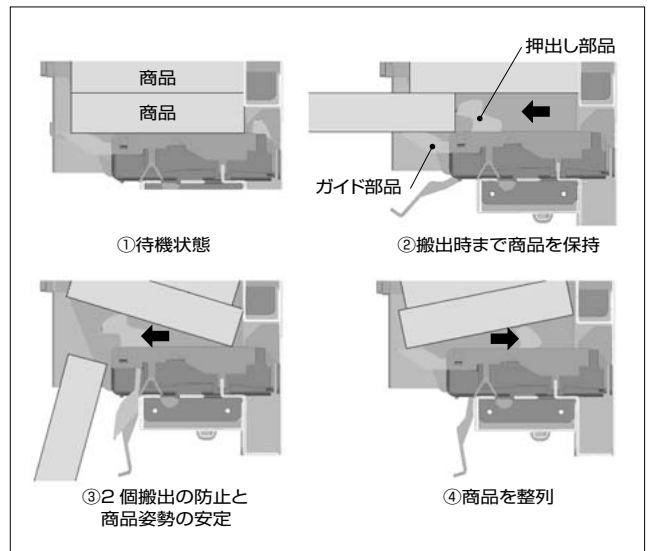 商品
商品
①待機状態
押出し部品
ガイド部品
②搬出時まで商品を保持
③2 個搬出の防止と
商品姿勢の安定
④商品を整列